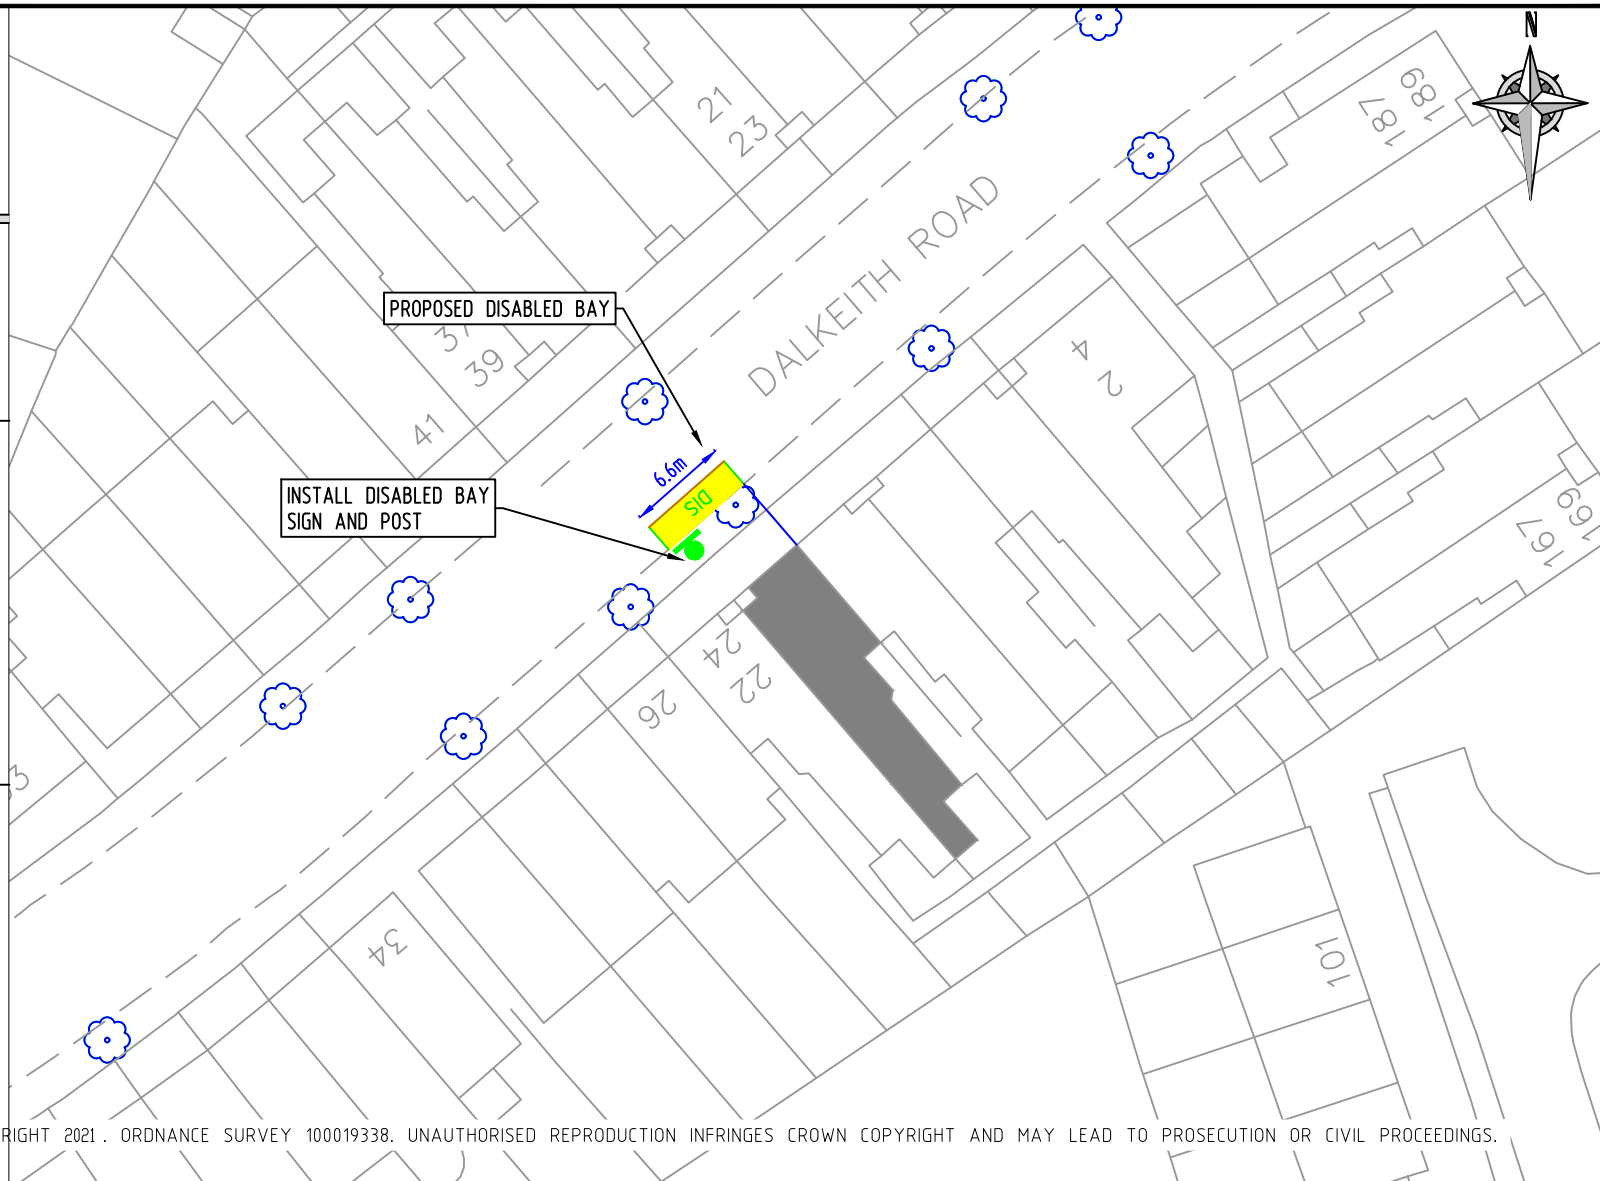 N
189
187
21
23
DALKEITH ROAD
PROPOSED DISABLED BAY
37
39
4
2
41
6.6m
DIS
INSTALL DISABLED BAY
SIGN AND POST
169
167
24
22
26
34
101
RIGHT 2021. ORDNANCE SURVEY 100019338. UNAUTHORISED REPRODUCTION INFRINGES CROWN COPYRIGHT AND MAY LEAD TO PROSECUTION OR CIVIL PROCEEDINGS.